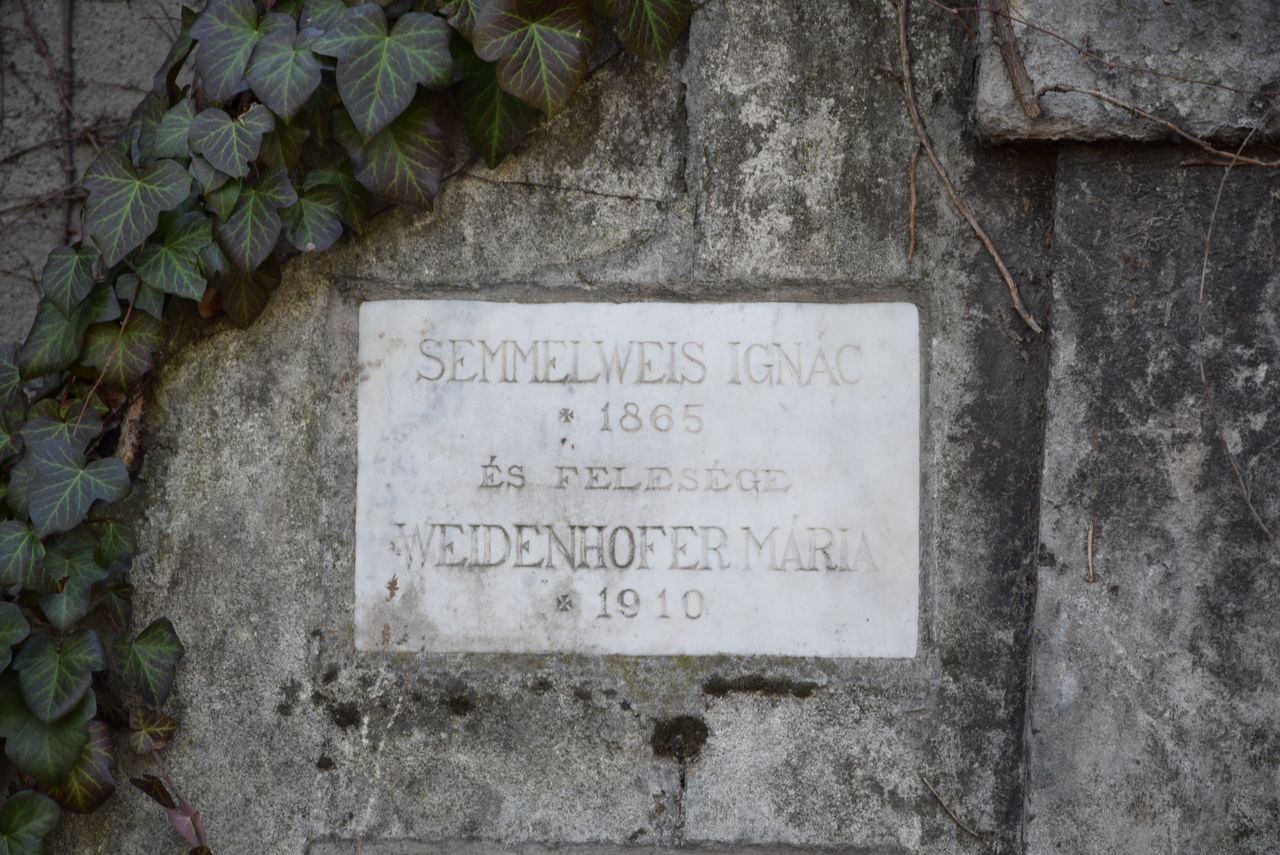 SEMMELWEIS IGNÁC
✠ 1865
ÉS FELESÉGE
WEIDENHOFER MÁRIA
✠ 1910